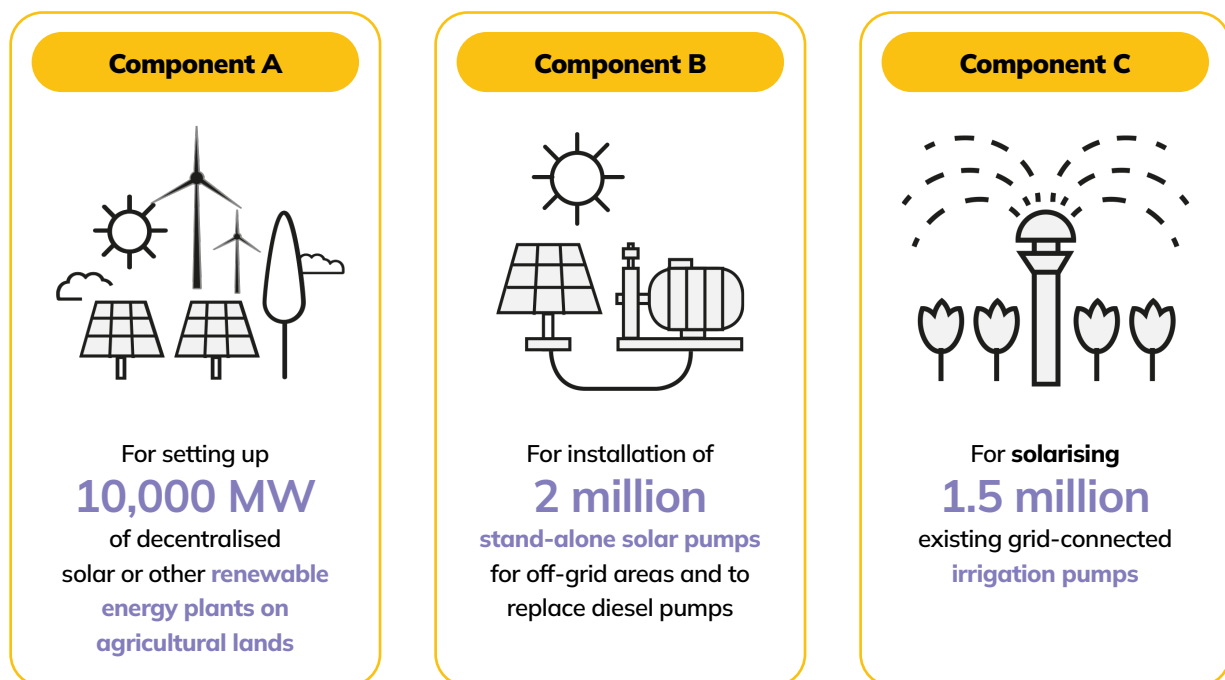 Component A
For setting up
10,000 MW
of decentralised
solar or other renewable
energy plants on
agricultural lands
Component B
For installation of
2 million
stand-alone solar pumps
for off-grid areas and to
replace diesel pumps
Component C
For solarising
1.5 million
existing grid-connected
irrigation pumps